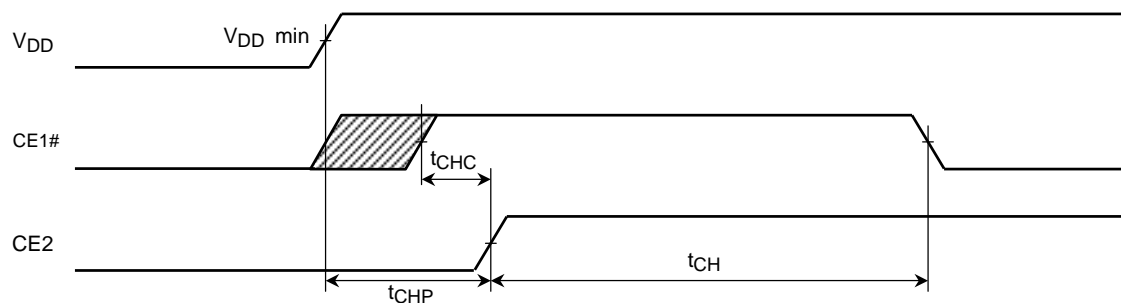 VDD
VDD min
CE1#
tCHC
CE2
tCH
tCHP